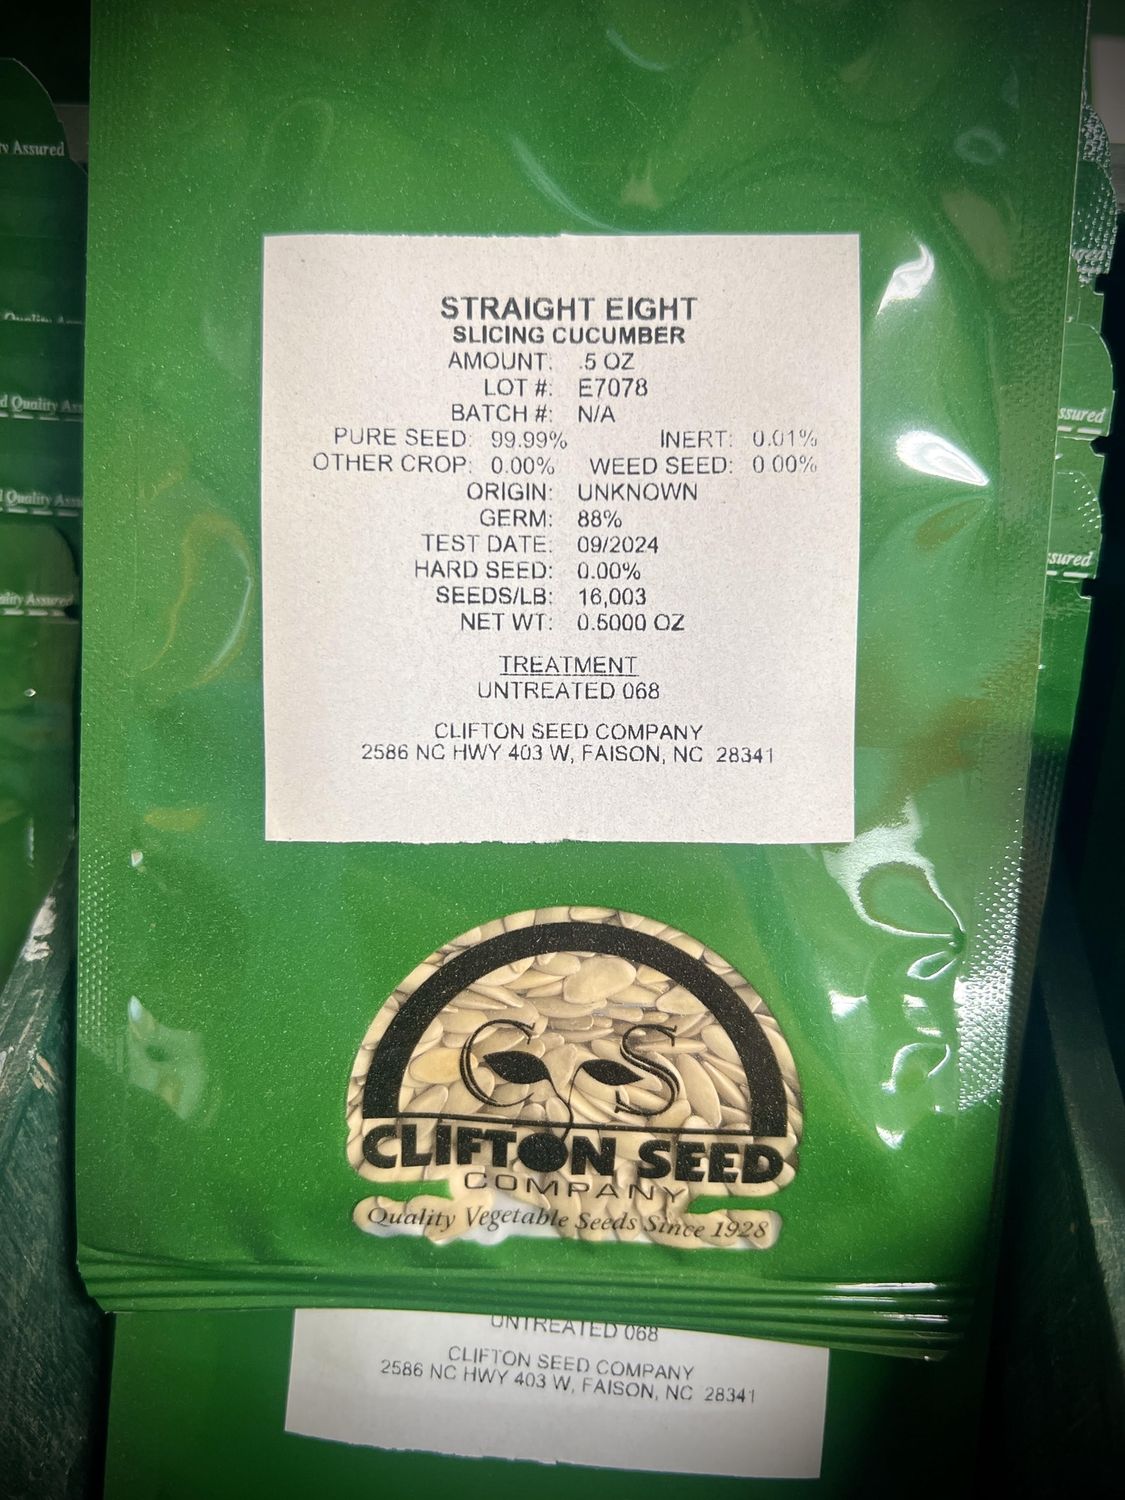 STRAIGHT EIGHT
SLICING CUCUMBER
AMOUNT: .5 OZ
LOT #: E7078
BATCH #: N/A
PURE SEED: 99.99% INERT: 0.01%
OTHER CROP: 0.00% WEED SEED: 0.00%
ORIGIN: UNKNOWN
GERM: 88%
TEST DATE: 09/2024
HARD SEED: 0.00%
SEEDS/LB: 16,003
NET WT: 0.5000 OZ
TREATMENT
UNTREATED 068
CLIFTON SEED COMPANY
2586 NC HWY 403 W, FAISON, NC 28341
C S
CLIFTON SEED
COMPANY
Quality Vegetable Seeds Since 1928
UNTREATED 068
CLIFTON SEED COMPANY
2586 NC HWY 403 W, FAISON, NC 28341
Assured
Quality
Quality